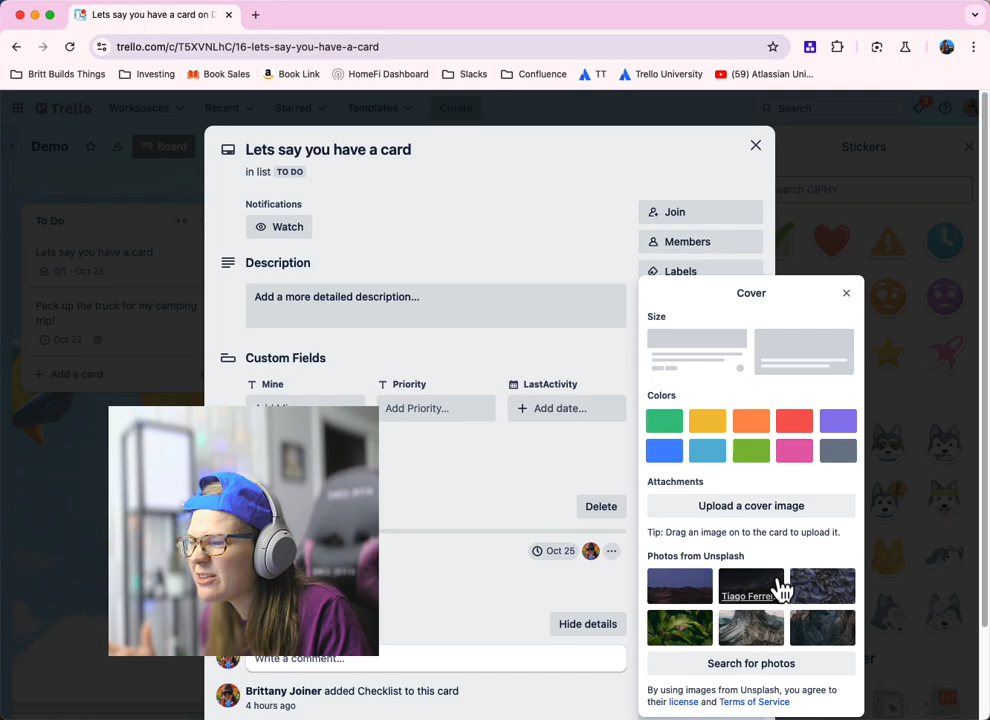 Lets say you have a card on D
trello.com/c/T5XVNLhC/16-lets-say-you-have-a-card
Britt Builds Things Investing Book Sales Book Link HomeFi Dashboard Slacks Confluence TT Trello University (59) Atlassian Uni...
Trello Workspaces Recent Starred Templates Create Search 3
Demo Board Stickers
Lets say you have a card
in list TO DO
search GIPHY
Notifications
Watch
Join
Members
Labels
To Do
Lets say you have a card
0/1 - Oct 25
Pack up the truck for my camping
trip!
Oct 22
Add a card
Description
Add a more detailed description...
Custom Fields
Mine Priority LastActivity
Add Priority... Add date...
Delete
Oct 25
Hide details
Write a comment...
Brittany Joiner added Checklist to this card
4 hours ago
Cover
Size
Colors
Attachments
Upload a cover image
Tip: Drag an image on to the card to upload it.
Photos from Unsplash
Tiago Ferrei
Search for photos
By using images from Unsplash, you agree to
their license and Terms of Service